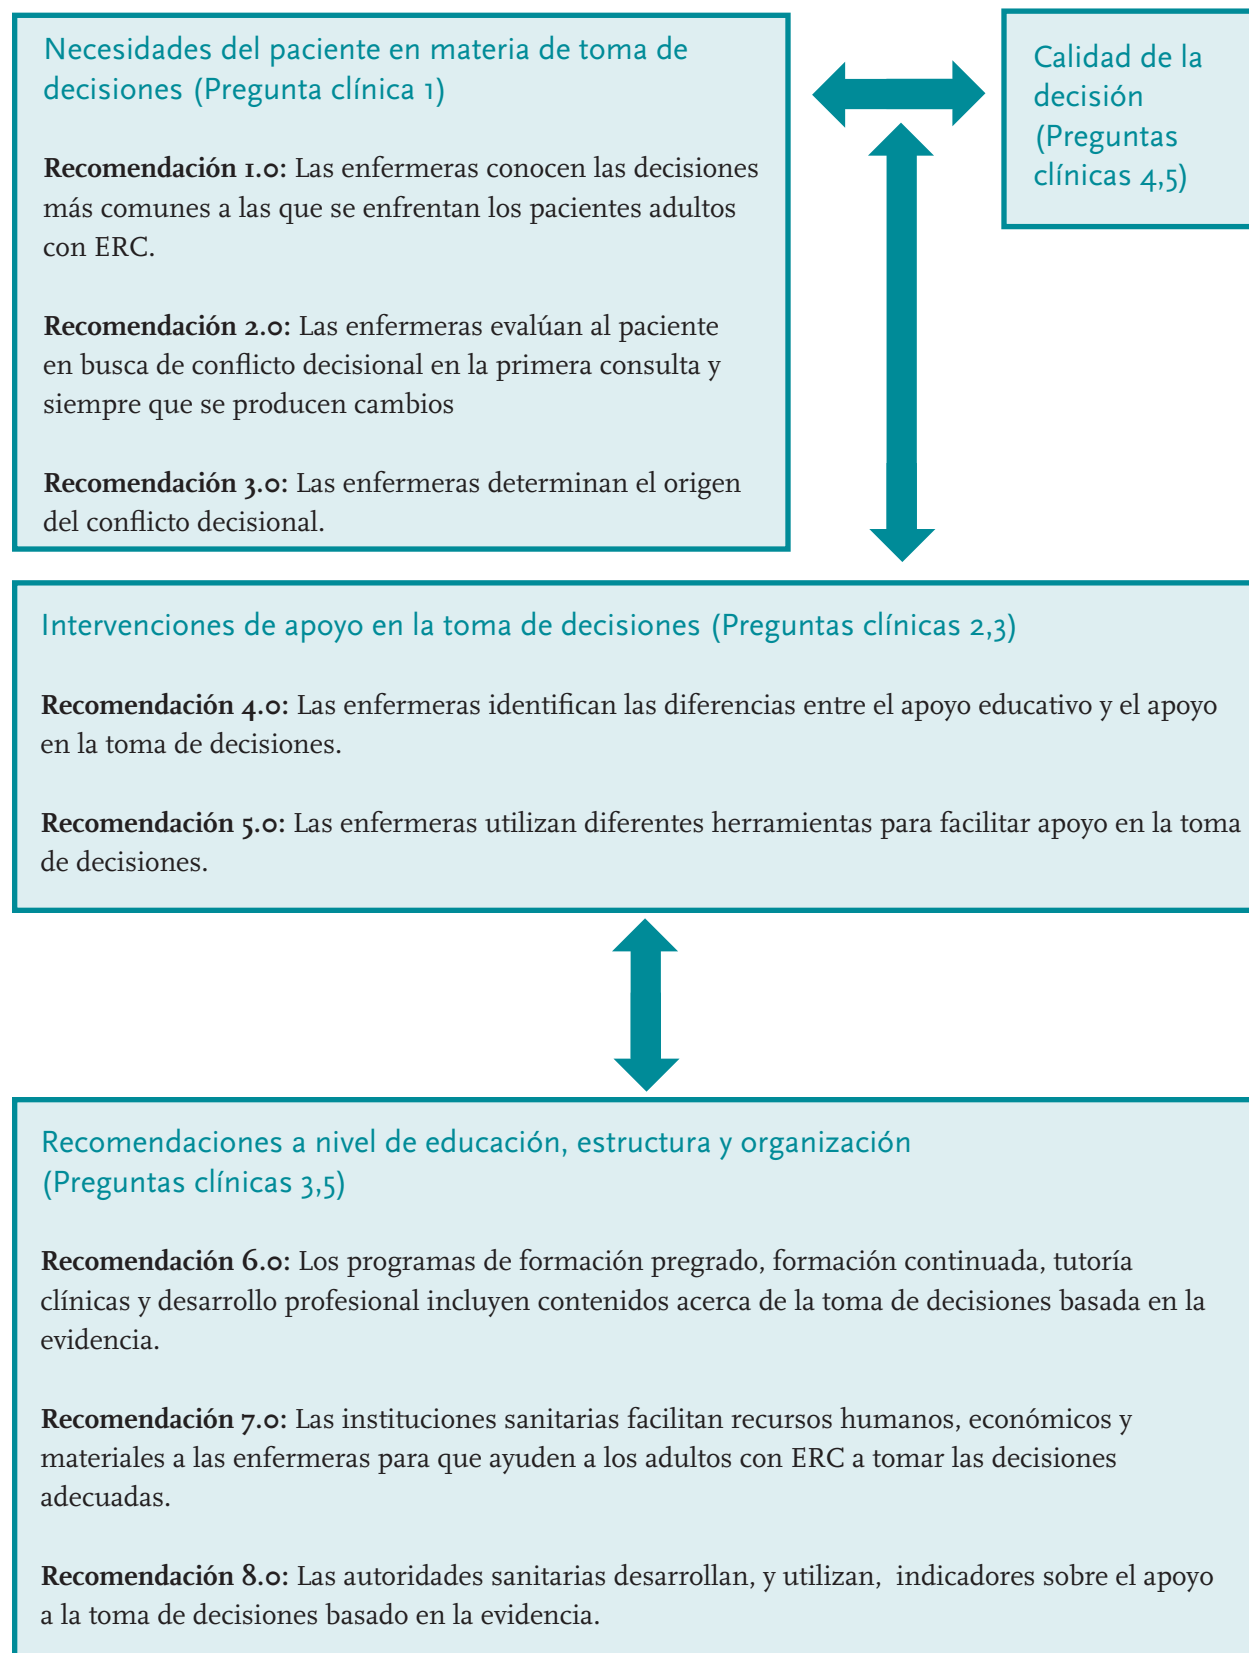 Necesidades del paciente en materia de toma de
decisiones (Pregunta clínica 1)
Recomendación 1.0: Las enfermeras conocen las decisiones
más comunes a las que se enfrentan los pacientes adultos
con ERC.
Recomendación 2.0: Las enfermeras evalúan al paciente
en busca de conflicto decisional en la primera consulta y
siempre que se producen cambios
Recomendación 3.0: Las enfermeras determinan el origen
del conflicto decisional.
Calidad de la
decisión
(Preguntas
clínicas 4,5)
Intervenciones de apoyo en la toma de decisiones (Preguntas clínicas 2,3)
Recomendación 4.0: Las enfermeras identifican las diferencias entre el apoyo educativo y el apoyo
en la toma de decisiones.
Recomendación 5.0: Las enfermeras utilizan diferentes herramientas para facilitar apoyo en la toma
de decisiones.
Recomendaciones a nivel de educación, estructura y organización
(Preguntas clínicas 3,5)
Recomendación 6.0: Los programas de formación pregrado, formación continuada, tutoría
clínicas y desarrollo profesional incluyen contenidos acerca de la toma de decisiones basada en la
evidencia.
Recomendación 7.0: Las instituciones sanitarias facilitan recursos humanos, económicos y
materiales a las enfermeras para que ayuden a los adultos con ERC a tomar las decisiones
adecuadas.
Recomendación 8.0: Las autoridades sanitarias desarrollan, y utilizan, indicadores sobre el apoyo
a la toma de decisiones basado en la evidencia.